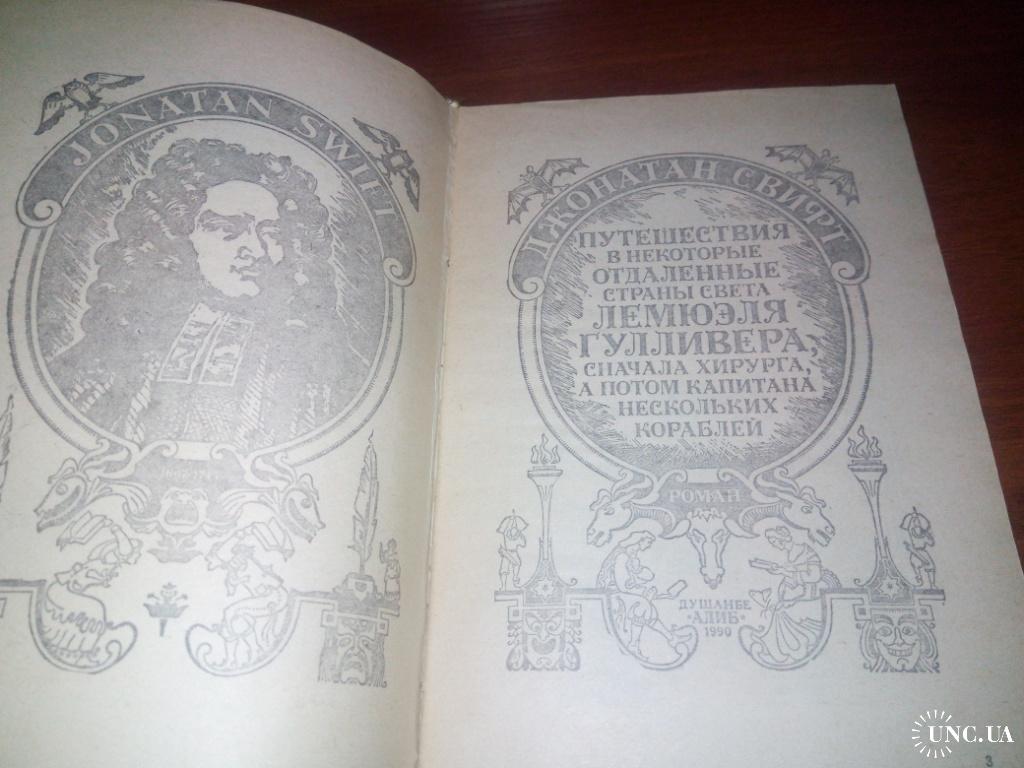 JONATAN SWIFT
ДЖОНАТАН СВИФТ
ПУТЕШЕСТВИЯ
В НЕКОТОРЫЕ
ОТДАЛЕННЫЕ
СТРАНЫ СВЕТА
ЛЕМЮЭЛЯ
ГУЛЛИВЕРА,
СНАЧАЛА ХИРУРГА,
А ПОТОМ КАПИТАНА
НЕСКОЛЬКИХ
КОРАБЛЕЙ
РОМАН
ДУШАНБЕ
"АДИБ"
1990
3
UNC.UA